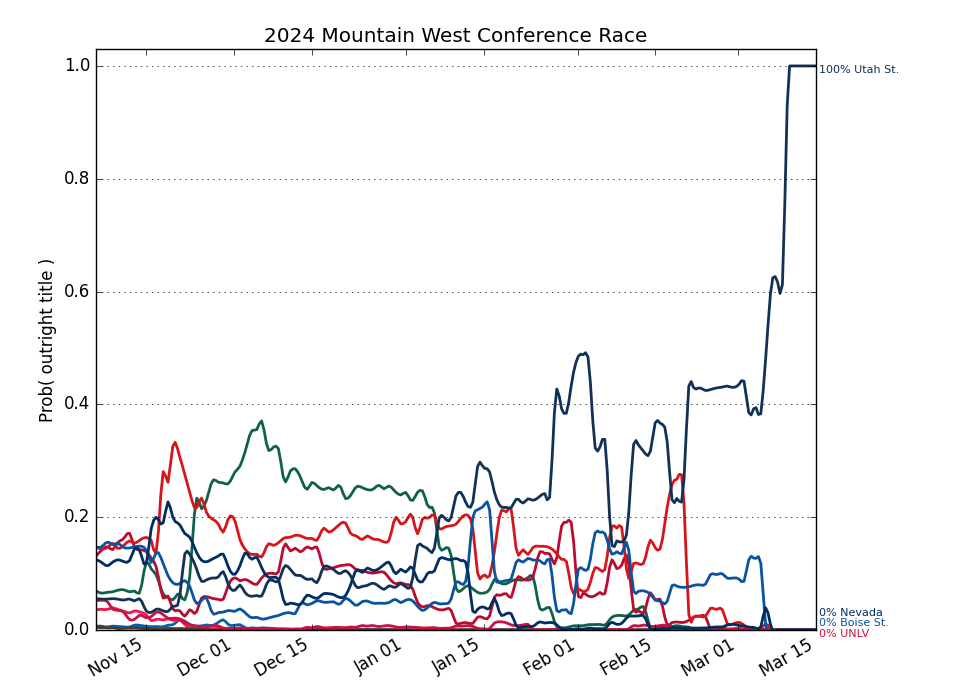 2024 Mountain West Conference Race
Prob( outright title )
1.0
0.8
0.6
0.4
0.2
0.0
100% Utah St.
0% Nevada
0% Boise St.
0% UNLV
Nov 15
Dec 01
Dec 15
Jan 01
Jan 15
Feb 01
Feb 15
Mar 01
Mar 15